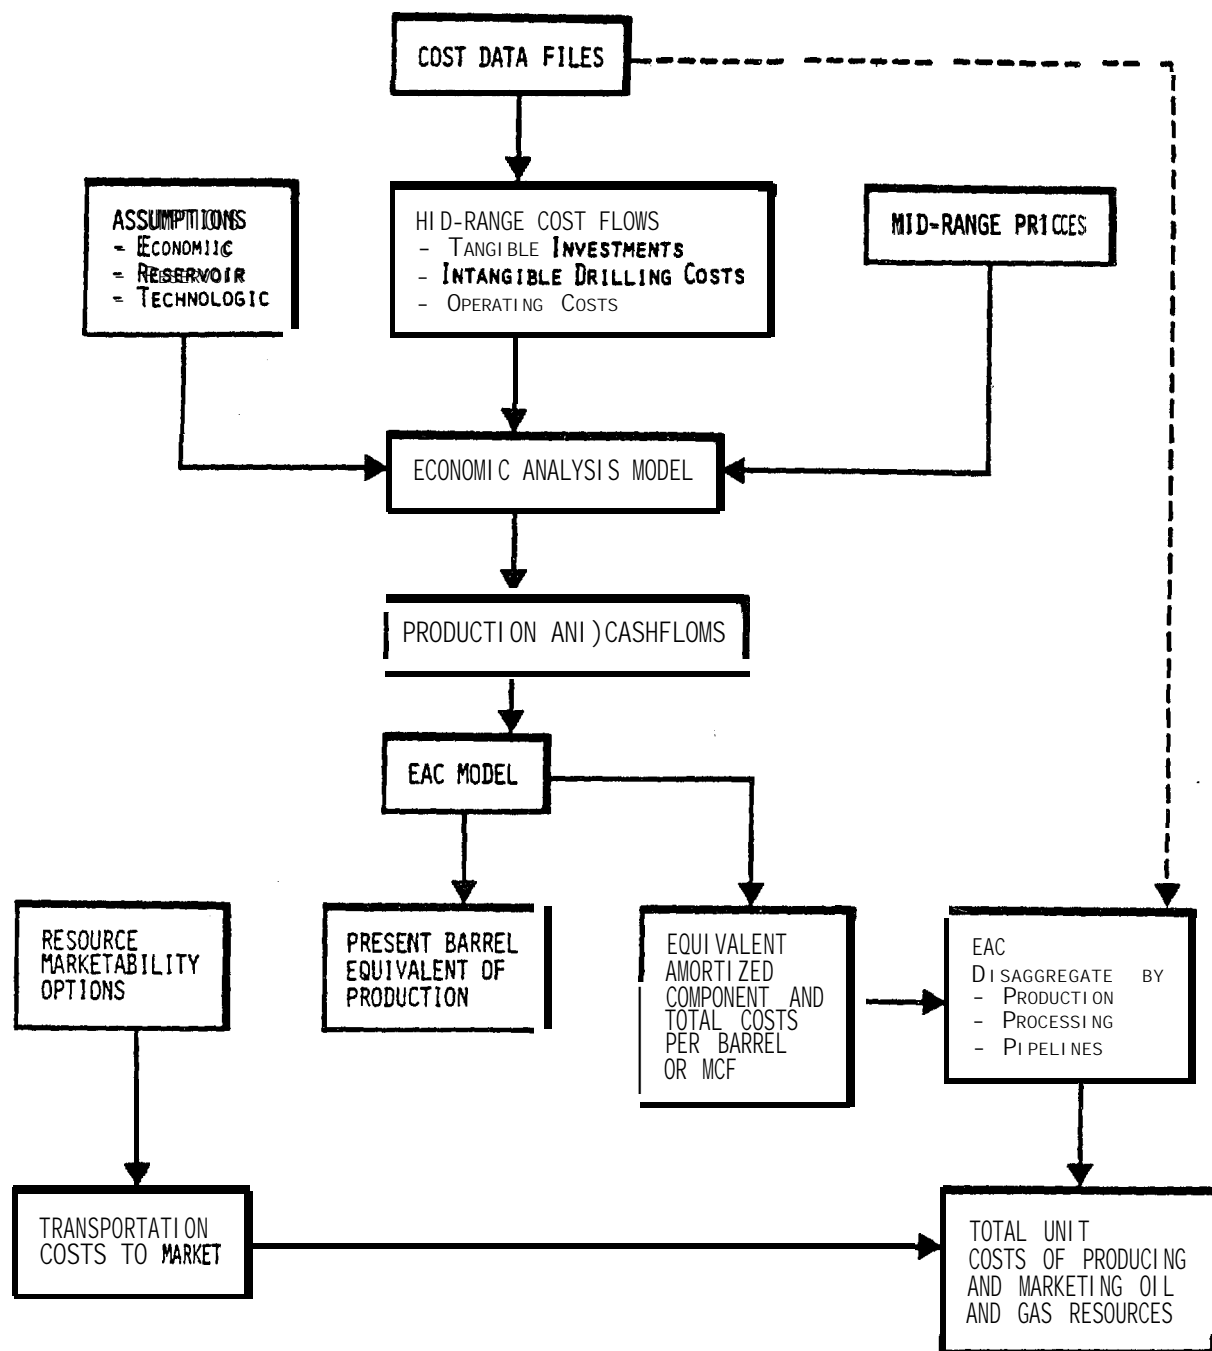 COST DATA FILES
ASSUMPTIONS
- ECONOMIIC
- RESERVOIR
- TECHNOLOGIC
HID-RANGE COST FLOWS
- TANGIBLE INVESTMENTS
- INTANGIBLE DRILLING COSTS
- OPERATING COSTS
MID-RANGE PRICCES
ECONOMIC ANALYSIS MODEL
PRODUCTION ANI)CASHFLOMS
EAC MODEL
RESOURCE
MARKETABILITY
OPTIONS
PRESENT BARREL
EQUIVALENT OF
PRODUCTION
EQUIVALENT
AMORTIZED
COMPONENT AND
TOTAL COSTS
PER BARREL
OR MCF
EAC
DISAGGREGATE BY
- PRODUCTION
- PROCESSING
- PIPELINES
TRANSPORTATION
COSTS TO MARKET
TOTAL UNIT
COSTS OF PRODUCING
AND MARKETING OIL
AND GAS RESOURCES